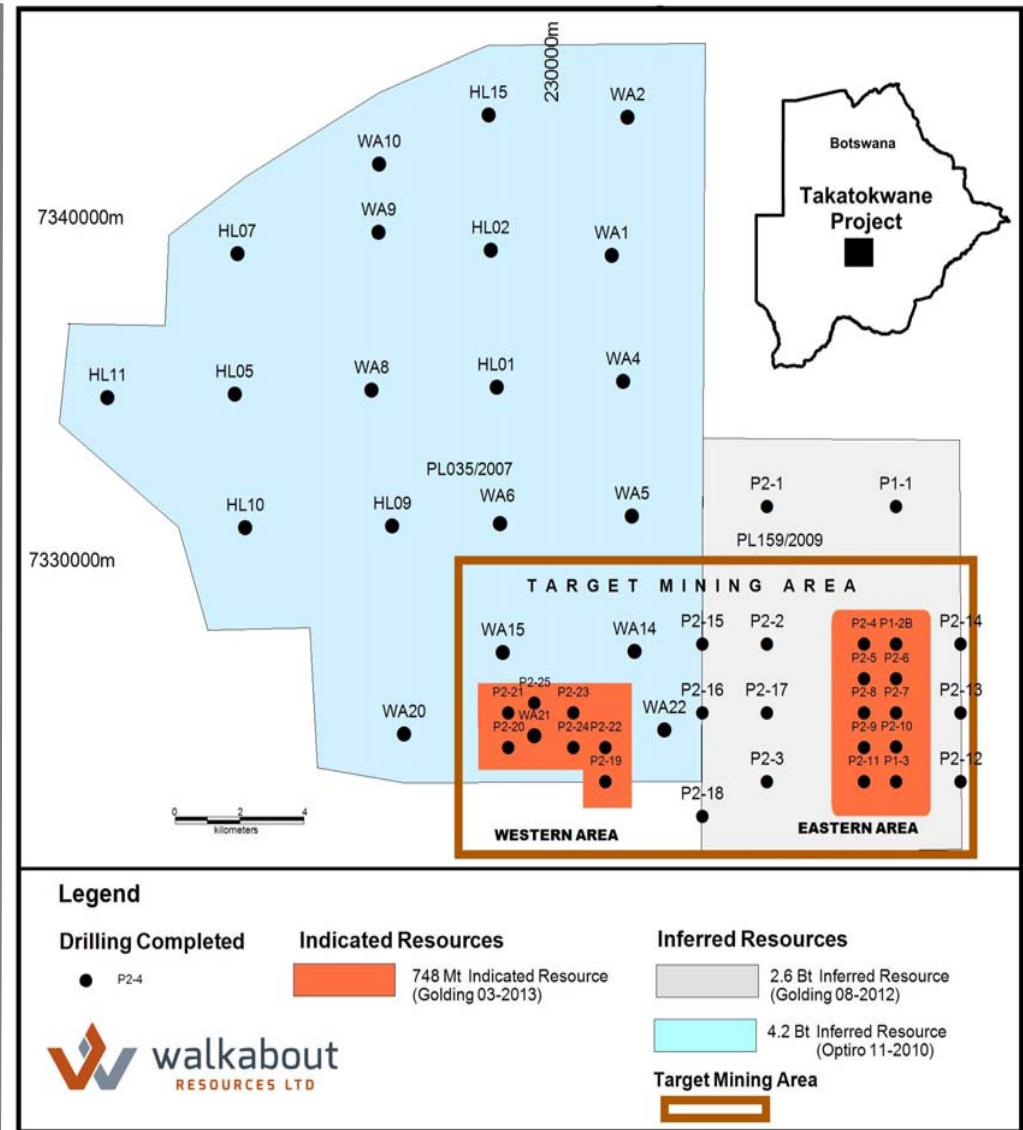 230000m
HL15
WA2
WA10
Botswana
7340000m
WA9
HL02
WA1
HL07
Takatokwane
Project
HL11
HL05
WA8
HL01
WA4
PL035/2007
HL10
HL09
WA6
WA5
P2-1
P1-1
PL159/2009
7330000m
TARGET MINING AREA
WA15
WA14
P2-15
P2-2
P2-4
P1-2B
P2-14
P2-5
P2-6
P2-21
P2-25
P2-23
P2-16
P2-17
P2-8
P2-7
P2-13
WA20
P2-20
WA21
P2-24
P2-22
WA22
P2-9
P2-10
P2-19
P2-3
P2-11
P1-3
P2-12
P2-18
0 2 4
kilometers
WESTERN AREA
EASTERN AREA
Legend
Drilling Completed
P2-4
Indicated Resources
748 Mt Indicated Resource
(Golding 03-2013)
Inferred Resources
2.6 Bt Inferred Resource
(Golding 08-2012)
4.2 Bt Inferred Resource
(Optiro 11-2010)
Target Mining Area
walkabout
RESOURCES LTD